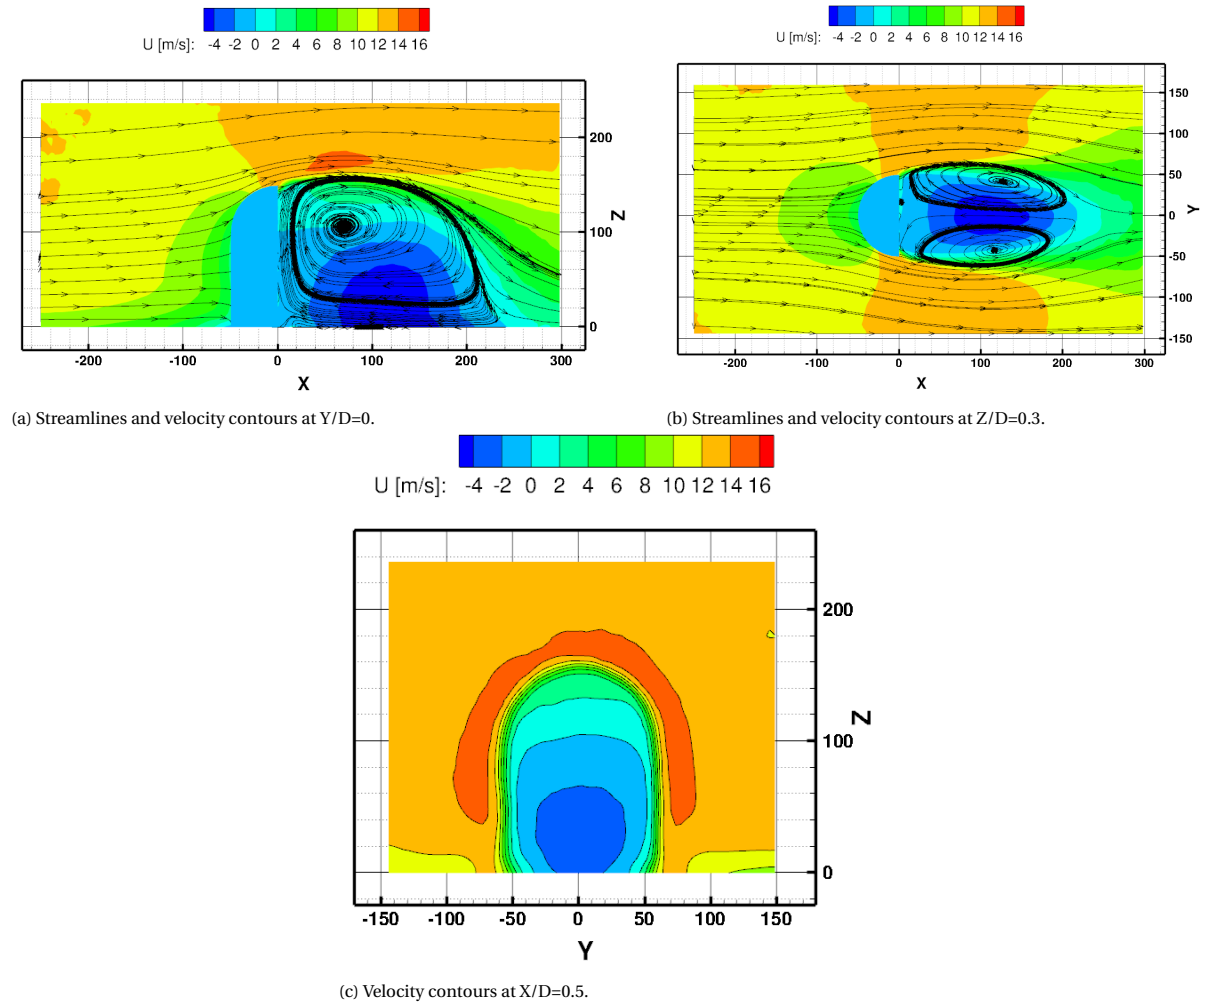 U [m/s]: -4 -2 0 2 4 6 8 10 12 14 16
200
100
0
Z
-200 -100 0 100 200 300
X
(a) Streamlines and velocity contours at Y/D=0.
U [m/s]: -4 -2 0 2 4 6 8 10 12 14 16
150
100
50
0
Y
-50
-100
-150
-200 -100 0 100 200 300
X
(b) Streamlines and velocity contours at Z/D=0.3.
U [m/s]: -4 -2 0 2 4 6 8 10 12 14 16
200
Z
100
0
-150 -100 -50 0 50 100 150
Y
(c) Velocity contours at X/D=0.5.